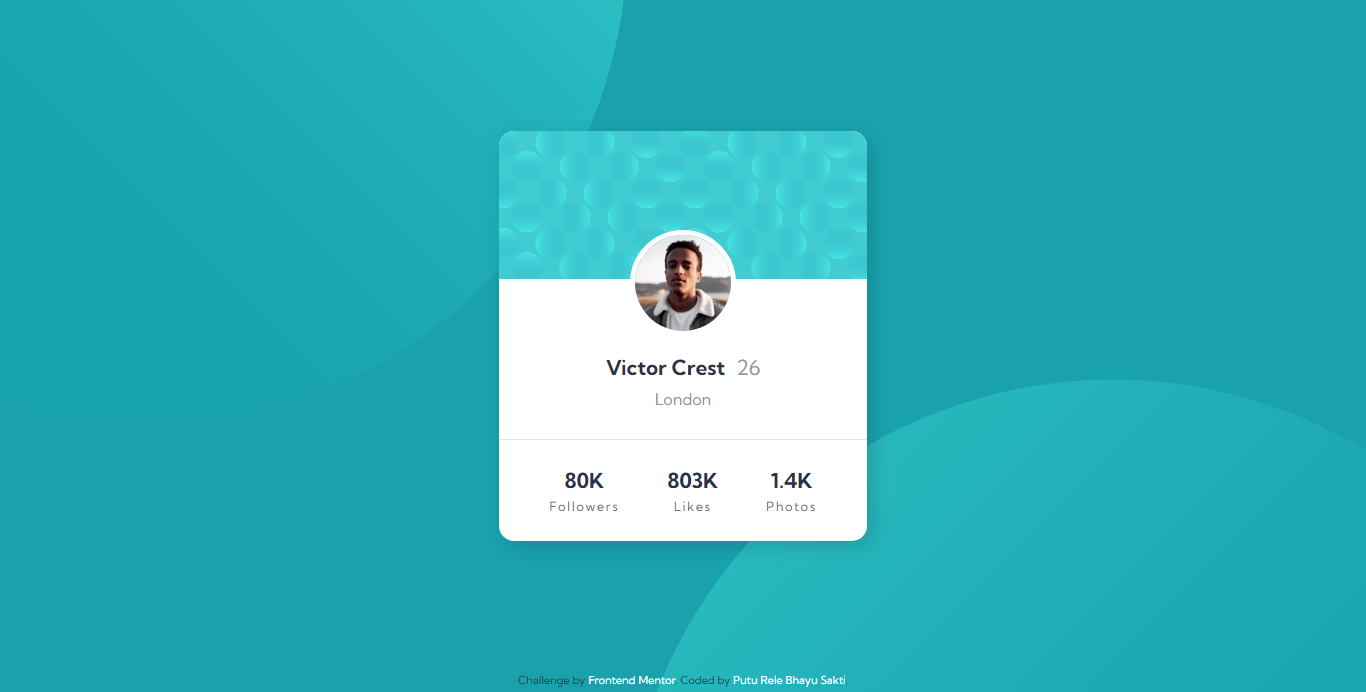 Victor Crest 26
London
80K 803K 1.4K
Followers Likes Photos
Challenge by Frontend Mentor. Coded by Putu Rele Bhayu Sakti.